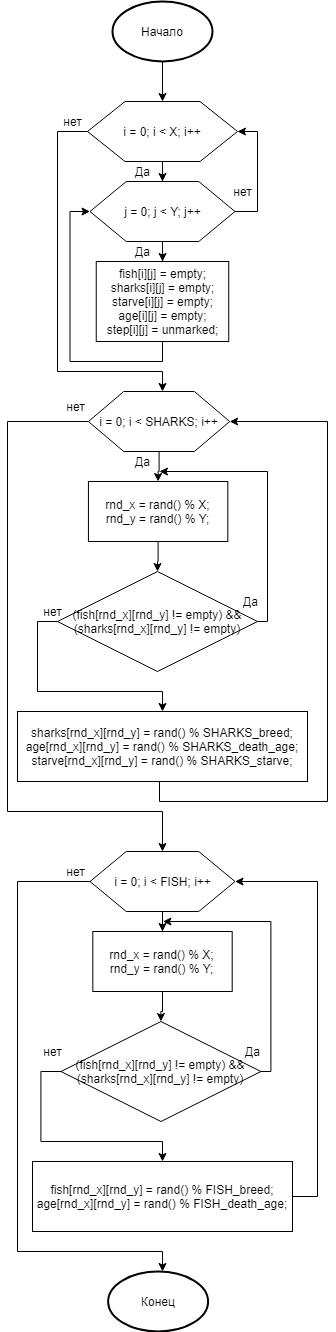 Начало
нет
i = 0; i < X; i++
Да
нет
j = 0; j < Y; j++
Да
fish[i][j] = empty;
sharks[i][j] = empty;
starve[i][j] = empty;
age[i][j] = empty;
step[i][j] = unmarked;
нет
i = 0; i < SHARKS; i++
Да
rnd_x = rand() % X;
rnd_y = rand() % Y;
Да
нет
(fish[rnd_x][rnd_y] != empty) &&
(sharks[rnd_x][rnd_y] != empty)
sharks[rnd_x][rnd_y] = rand() % SHARKS_breed;
age[rnd_x][rnd_y] = rand() % SHARKS_death_age;
starve[rnd_x][rnd_y] = rand() % SHARKS_starve;
нет
i = 0; i < FISH; i++
rnd_x = rand() % X;
rnd_y = rand() % Y;
нет
Да
(fish[rnd_x][rnd_y] != empty) &&
(sharks[rnd_x][rnd_y] != empty)
fish[rnd_x][rnd_y] = rand() % FISH_breed;
age[rnd_x][rnd_y] = rand() % FISH_death_age;
Конец